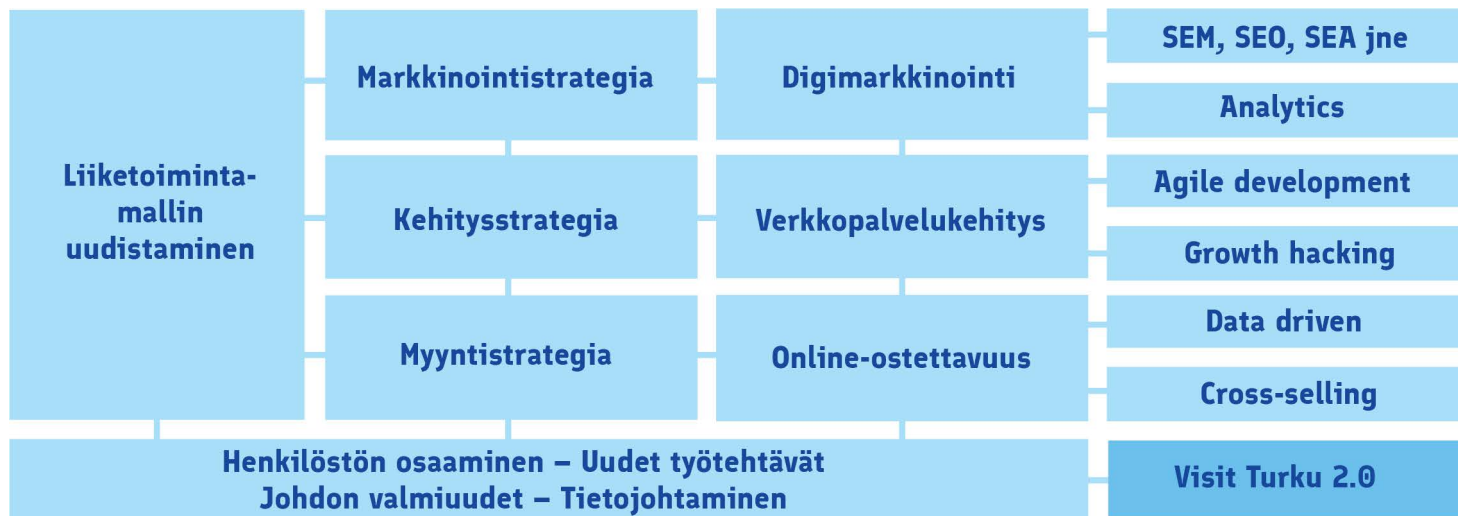 Liiketoiminta-
mallin
uudistaminen
Markkinointistrategia
Kehitysstrategia
Myyntistrategia
Digimarkkinointi
Verkkopalvelukehitys
Online-ostettavuus
SEM, SEO, SEA jne
Analytics
Agile development
Growth hacking
Data driven
Cross-selling
Henkilöstön osaaminen – Uudet työtehtävät
Johdon valmiuudet – Tietojohtaminen
Visit Turku 2.0